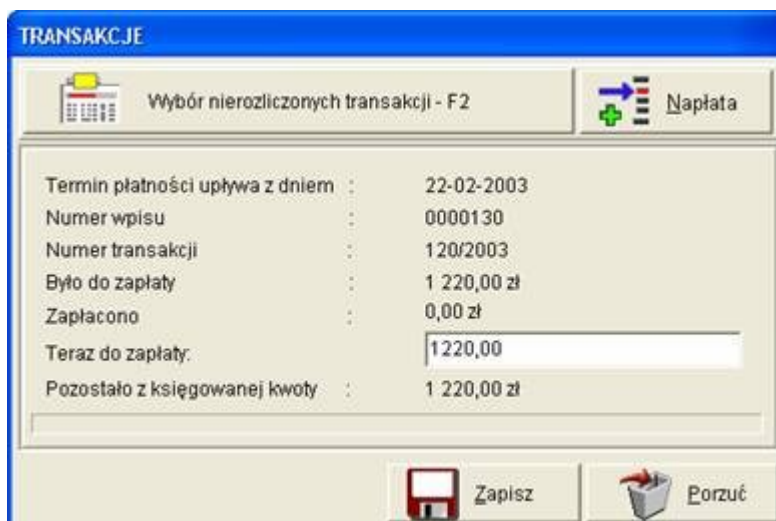 TRANSAKCJE
Wybór nierozliczonych transakcji - F2
Napłata
Termin płatności upływa z dniem : 22-02-2003
Numer wpisu : 0000130
Numer transakcji : 120/2003
Było do zapłaty : 1 220,00 zł
Zapłacono : 0,00 zł
Teraz do zapłaty: 1220,00
Pozostało z księgowanej kwoty : 1 220,00 zł
Zapisz
Porzuć